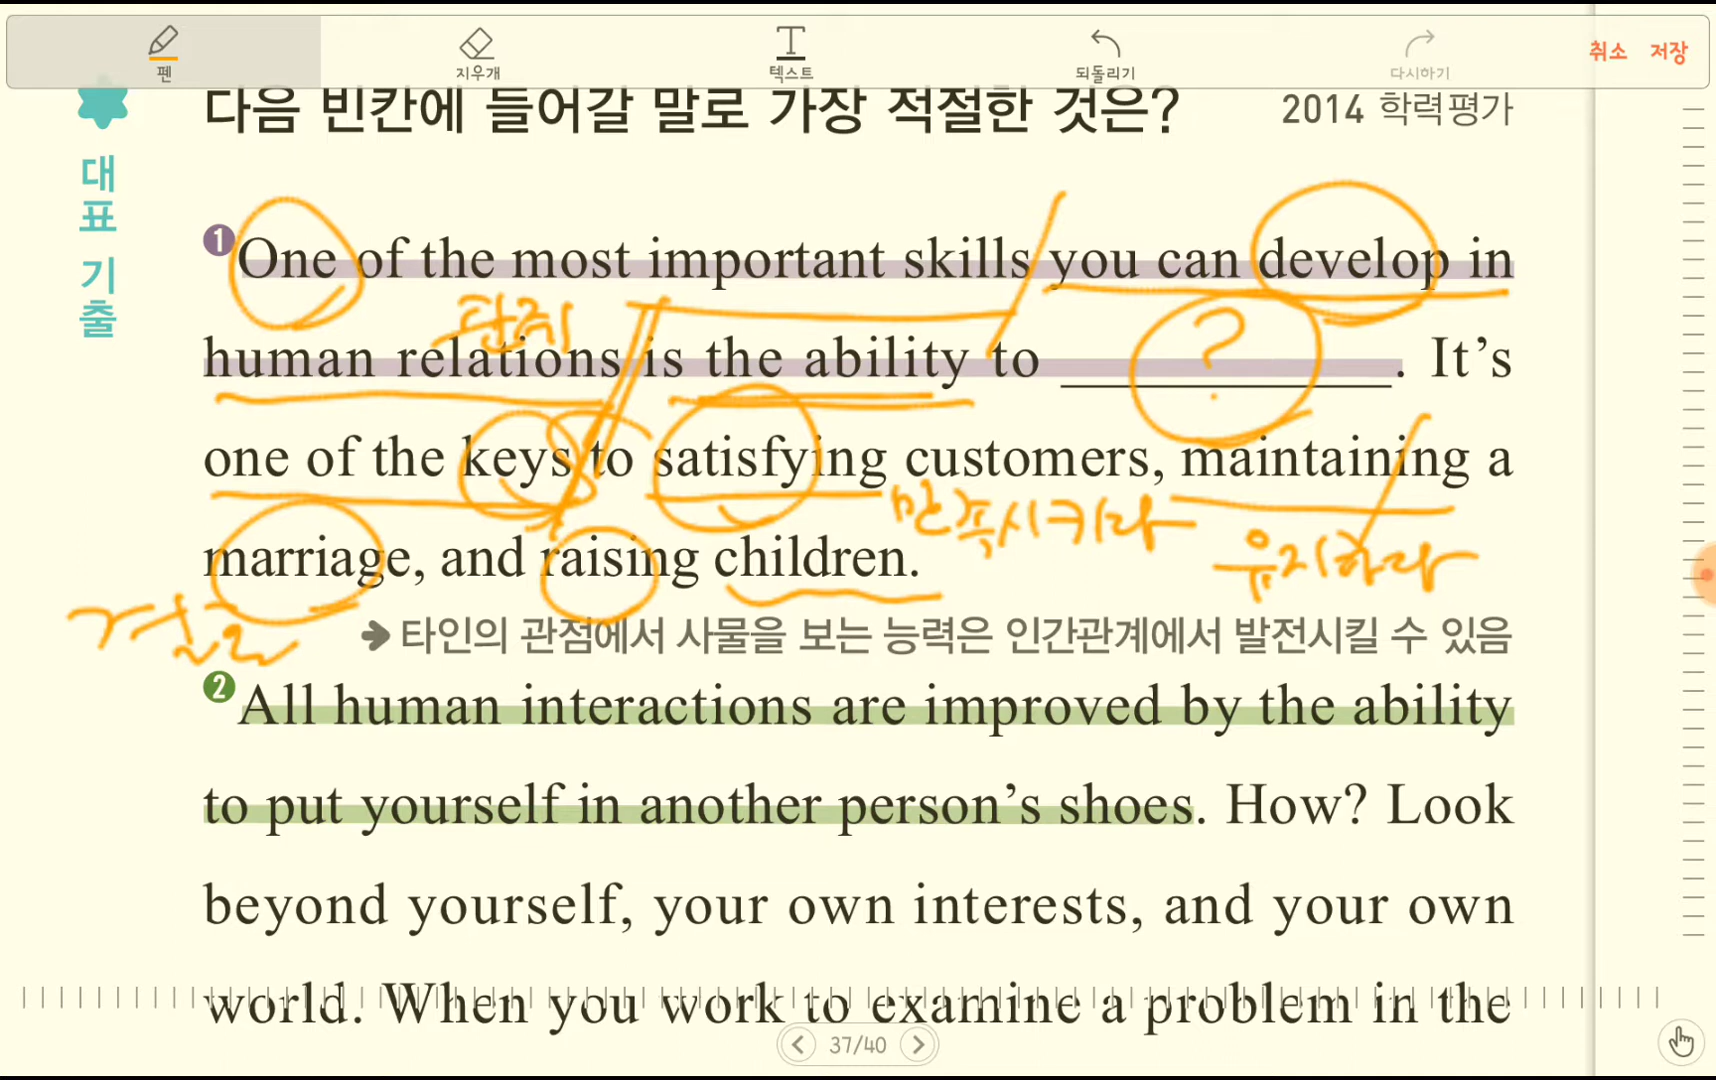 펜 지우개 텍스트 되돌리기 다시하기 취소 저장
다음 빈칸에 들어갈 말로 가장 적절한 것은? 2014 학력평가
대표 기출
❶One of the most important skills you can develop in
단쥐
?
human relations is the ability to ____________. It’s
one of the keys to satisfying customers, maintaining a
만족시키다
유지하다
marriage, and raising children.
결혼
➔ 타인의 관점에서 사물을 보는 능력은 인간관계에서 발전시킬 수 있음
❷All human interactions are improved by the ability
to put yourself in another person’s shoes. How? Look
beyond yourself, your own interests, and your own
world. When you work to examine a problem in the
37/40